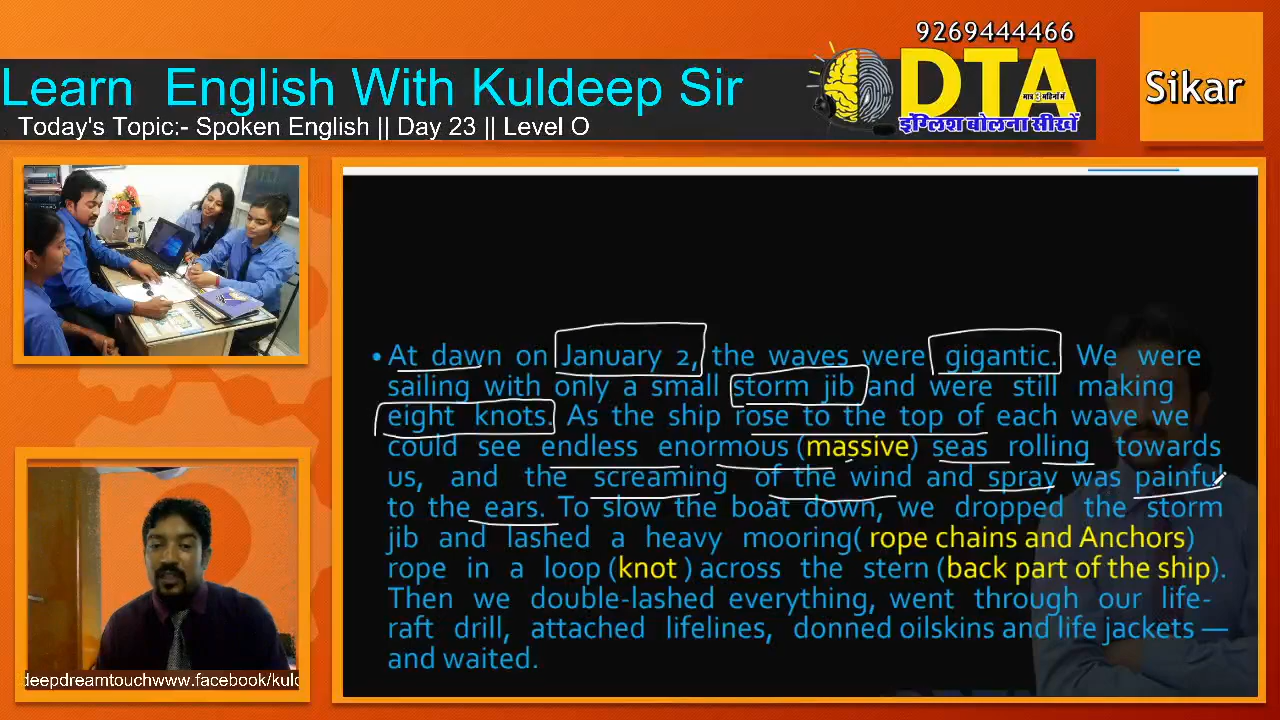 9269444466
Learn English With Kuldeep Sir
DTA
Sikar
Today's Topic:- Spoken English || Day 23 || Level O
इंग्लिश बोलना सीखें
• At dawn on January 2, the waves were gigantic. We were
sailing with only a small storm jib and were still making
eight knots. As the ship rose to the top of each wave we
could see endless enormous (massive) seas rolling towards
us, and the screaming of the wind and spray was painful
to the ears. To slow the boat down, we dropped the storm
jib and lashed a heavy mooring( rope chains and Anchors)
rope in a loop (knot ) across the stern (back part of the ship).
Then we double-lashed everything, went through our life-
raft drill, attached lifelines, donned oilskins and life jackets —
and waited.
deepdreamtouchwww.facebook/kuld